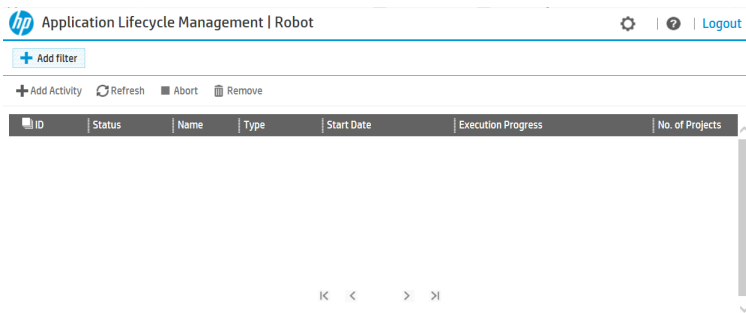 hp Application Lifecycle Management | Robot | ? | Logout
+ Add filter
+ Add Activity Refresh Abort Remove
ID Status Name Type Start Date Execution Progress No. of Projects